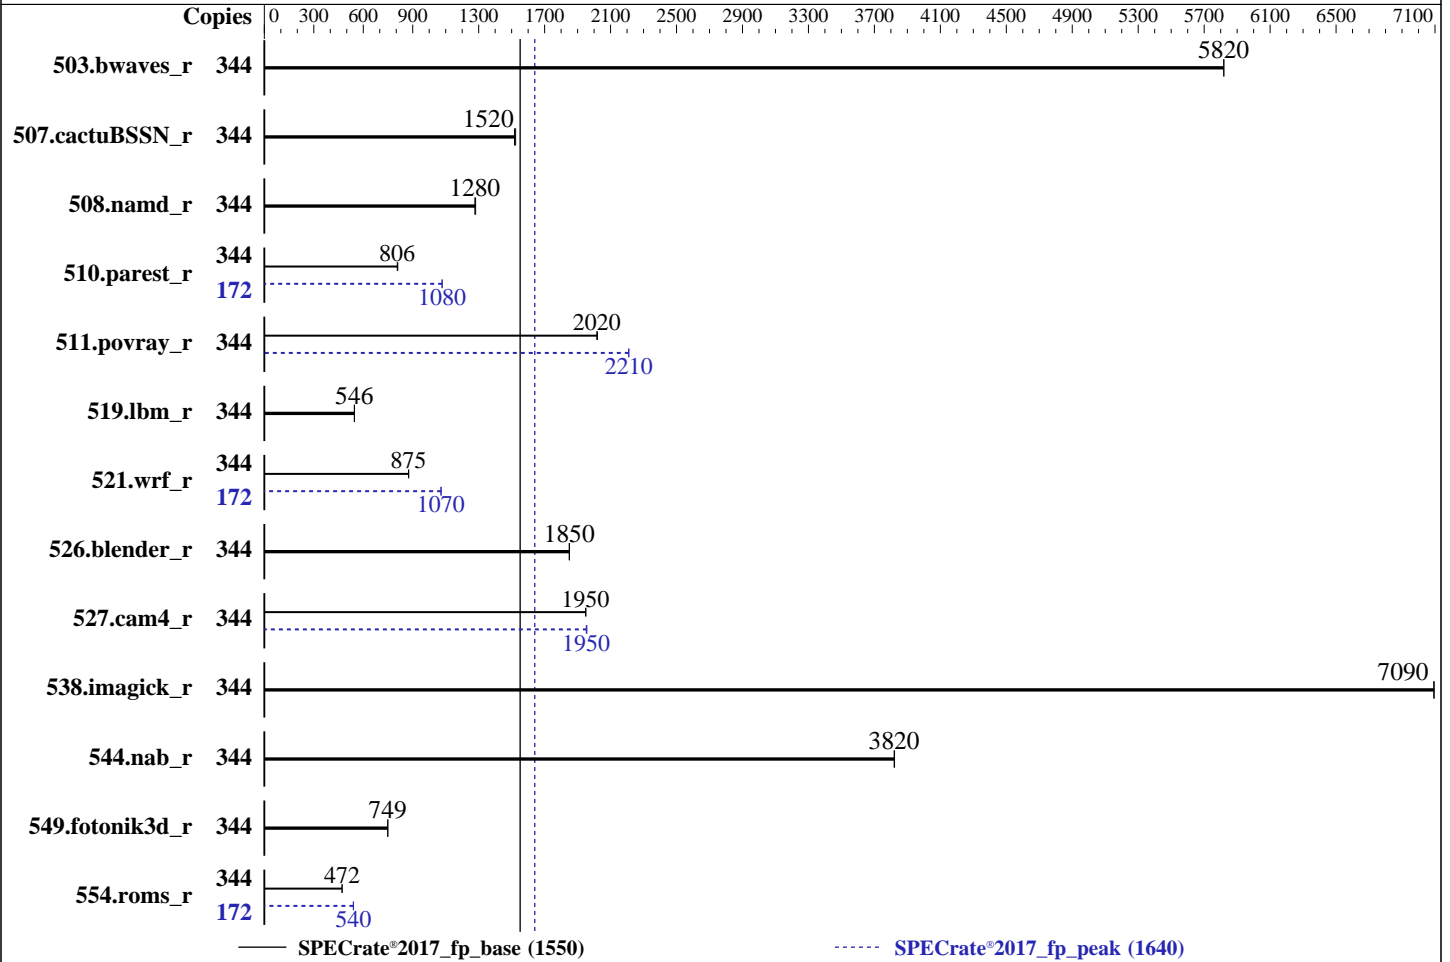 Copies 0 300 600 900 1300 1700 2100 2500 2900 3300 3700 4100 4500 4900 5300 5700 6100 6500 7100
503.bwaves_r 344 5820
507.cactuBSSN_r 344 1520
508.namd_r 344 1280
344 806
510.parest_r
172 1080
2020
511.povray_r 344
2210
519.lbm_r 344 546
344 875
521.wrf_r
172 1070
526.blender_r 344 1850
1950
527.cam4_r 344
1950
538.imagick_r 344 7090
544.nab_r 344 3820
549.fotonik3d_r 344 749
344 472
554.roms_r
172 540
SPECrate®2017_fp_base (1550) SPECrate®2017_fp_peak (1640)